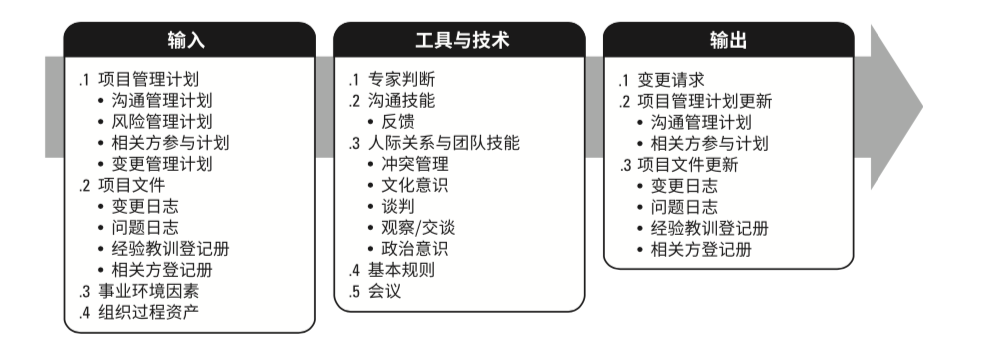 输入
.1 项目管理计划
• 沟通管理计划
• 风险管理计划
• 相关方参与计划
• 变更管理计划
.2 项目文件
• 变更日志
• 问题日志
• 经验教训登记册
• 相关方登记册
.3 事业环境因素
.4 组织过程资产
工具与技术
.1 专家判断
.2 沟通技能
• 反馈
.3 人际关系与团队技能
• 冲突管理
• 文化意识
• 谈判
• 观察/交谈
• 政治意识
.4 基本规则
.5 会议
输出
.1 变更请求
.2 项目管理计划更新
• 沟通管理计划
• 相关方参与计划
.3 项目文件更新
• 变更日志
• 问题日志
• 经验教训登记册
• 相关方登记册